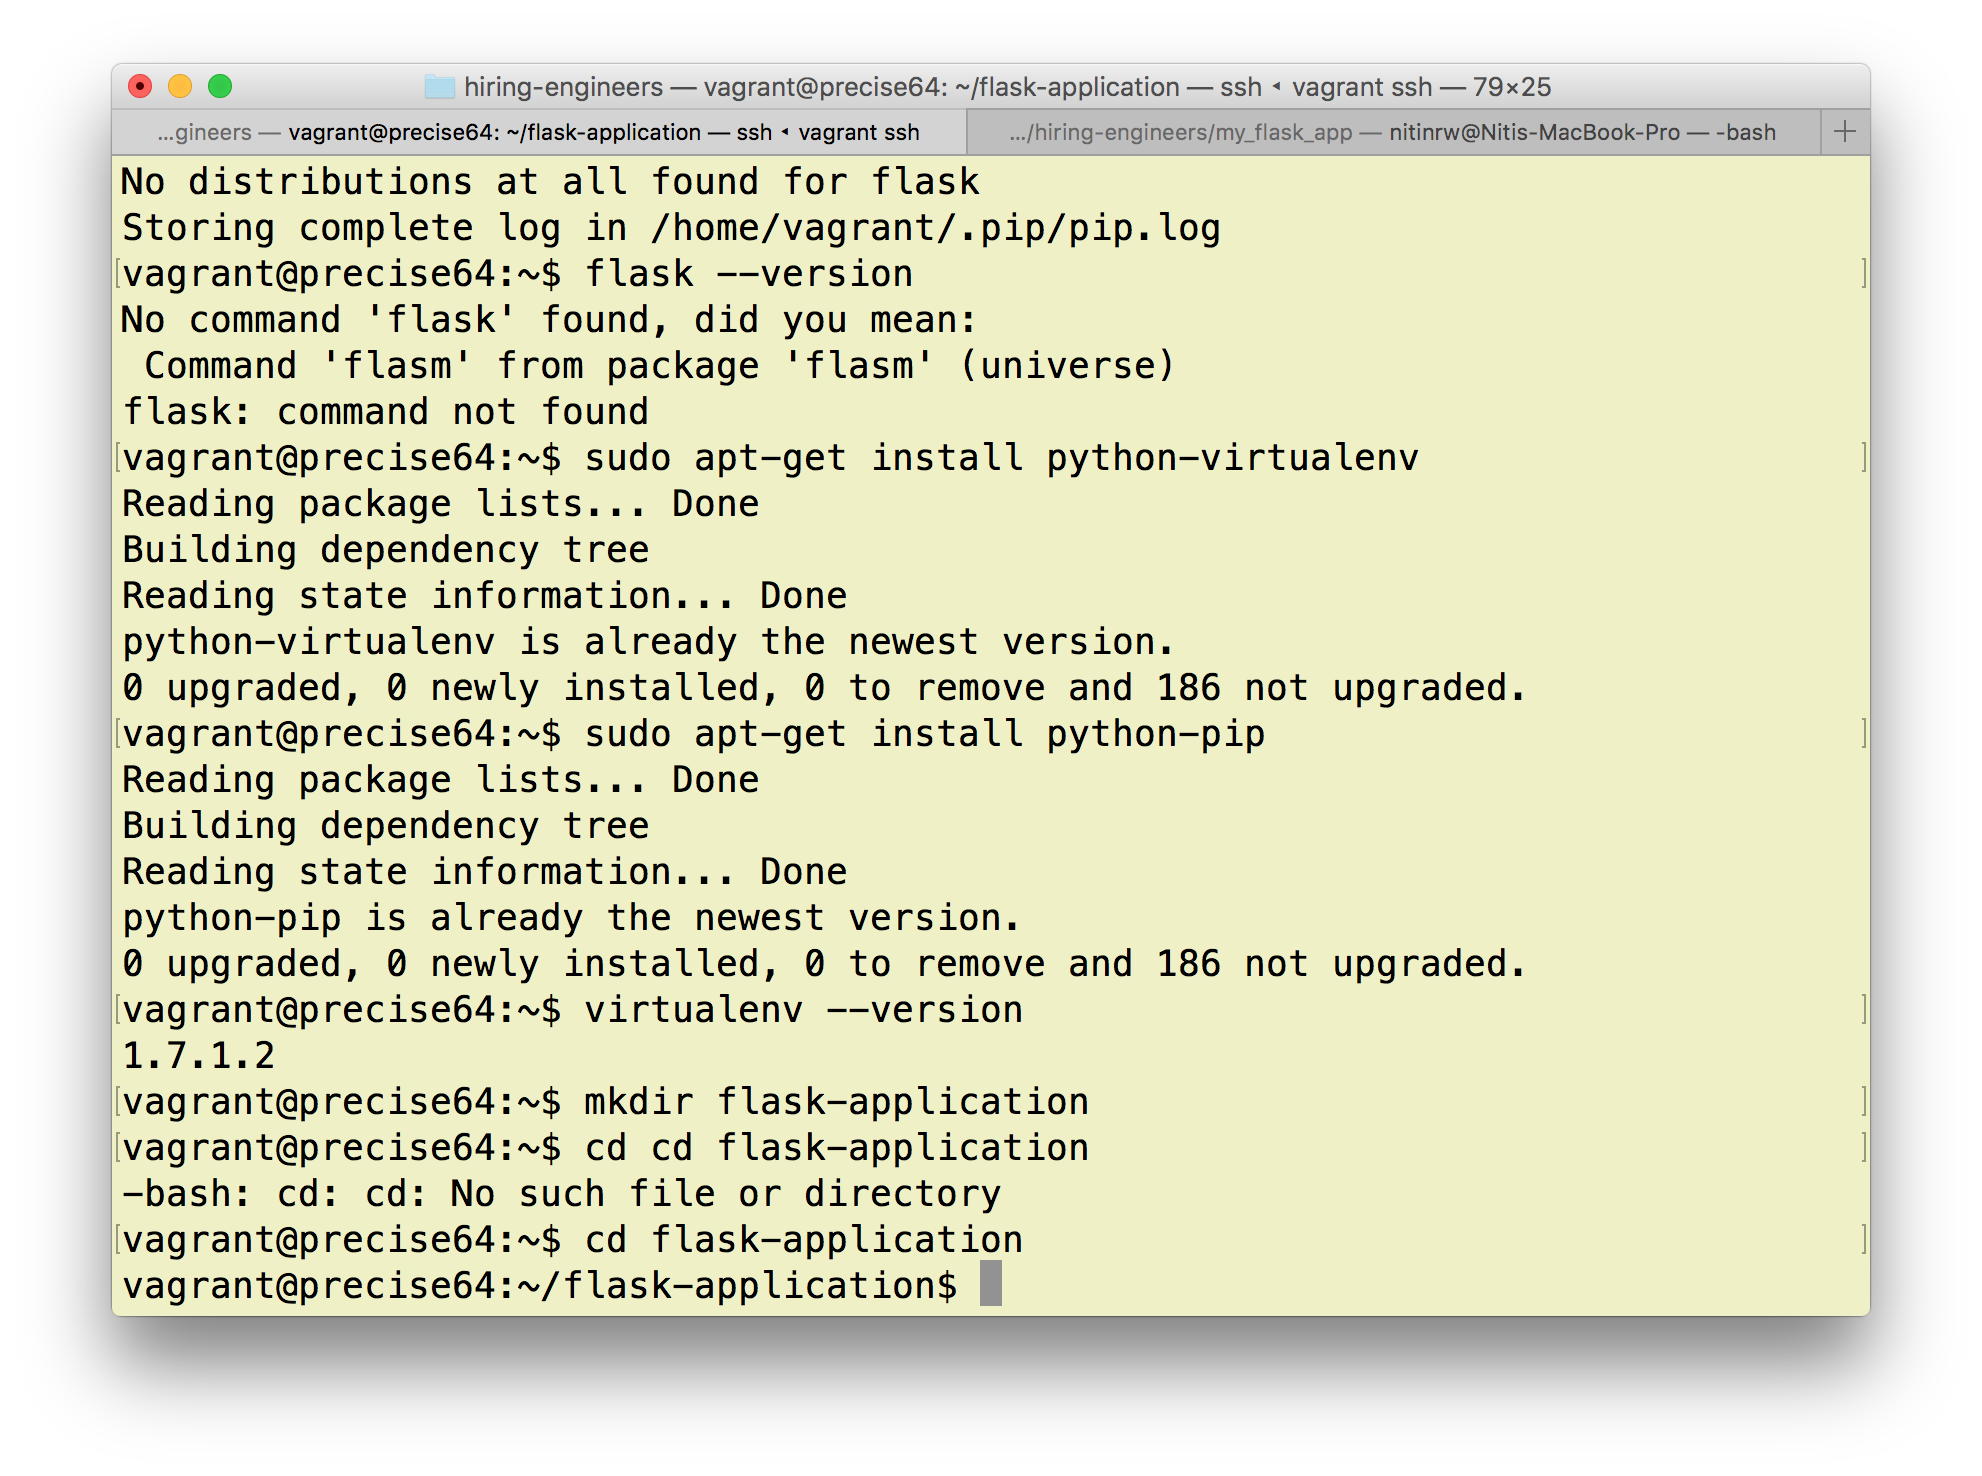 hiring-engineers — vagrant@precise64: ~/flask-application — ssh ◂ vagrant ssh — 79×25
...gineers — vagrant@precise64: ~/flask-application — ssh ◂ vagrant ssh
.../hiring-engineers/my_flask_app — nitinrw@Nitis-MacBook-Pro — -bash
No distributions at all found for flask
Storing complete log in /home/vagrant/.pip/pip.log
[vagrant@precise64:~$ flask --version ]
No command 'flask' found, did you mean:
 Command 'flasm' from package 'flasm' (universe)
flask: command not found
[vagrant@precise64:~$ sudo apt-get install python-virtualenv ]
Reading package lists... Done
Building dependency tree
Reading state information... Done
python-virtualenv is already the newest version.
0 upgraded, 0 newly installed, 0 to remove and 186 not upgraded.
[vagrant@precise64:~$ sudo apt-get install python-pip ]
Reading package lists... Done
Building dependency tree
Reading state information... Done
python-pip is already the newest version.
0 upgraded, 0 newly installed, 0 to remove and 186 not upgraded.
[vagrant@precise64:~$ virtualenv --version ]
1.7.1.2
[vagrant@precise64:~$ mkdir flask-application ]
[vagrant@precise64:~$ cd cd flask-application ]
-bash: cd: cd: No such file or directory
[vagrant@precise64:~$ cd flask-application ]
vagrant@precise64:~/flask-application$